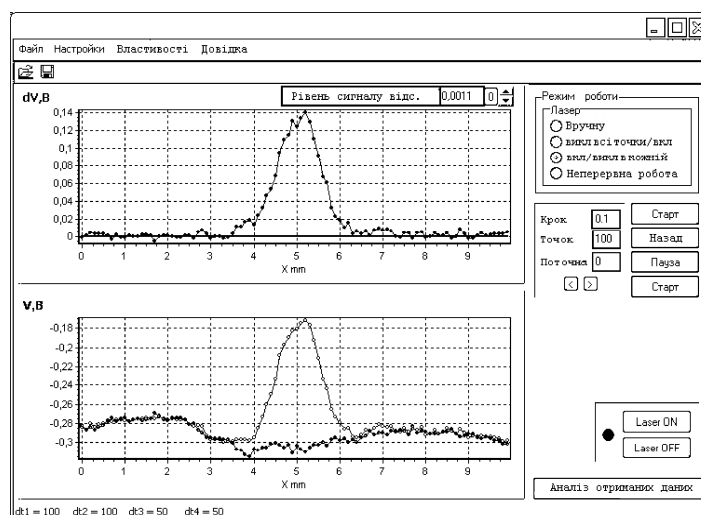 Файл Настройки Властивості Довідка
dV,В
Рівень сигналу відс. 0,0011 0
0,14
0,12
0,1
0,08
0,06
0,04
0,02
0
0 1 2 3 4 5 6 7 8 9
X mm
V,В
-0,18
-0,2
-0,22
-0,24
-0,26
-0,28
-0,3
0 1 2 3 4 5 6 7 8 9
X mm
Режим роботи
Лазер
Вручну
викл всі точки/вкл
вкл/викл в кожній
Неперервна робота
Крок 0.1 Старт
Точок 100 Назад
Поточна 0 Пауза
< > Старт
Laser ON
Laser OFF
Аналіз отриманих даних
dt1 = 100 dt2 = 100 dt3 = 50 dt4 = 50